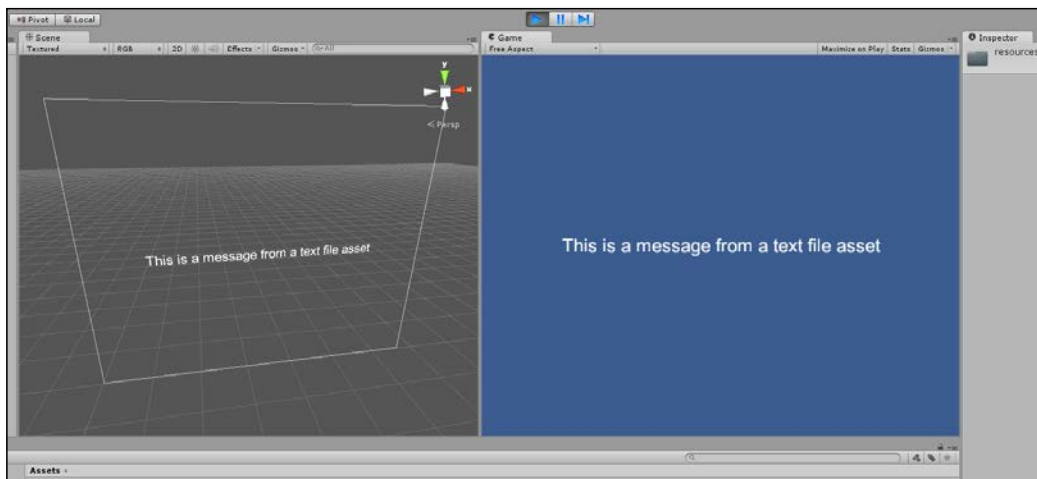 Pivot Local
Scene
Textured RGB 2D Effects Gizmos All
y
x
Persp
This is a message from a text file asset
Game
Free Aspect Maximize on Play Stats Gizmos
This is a message from a text file asset
Inspector
resources
Assets